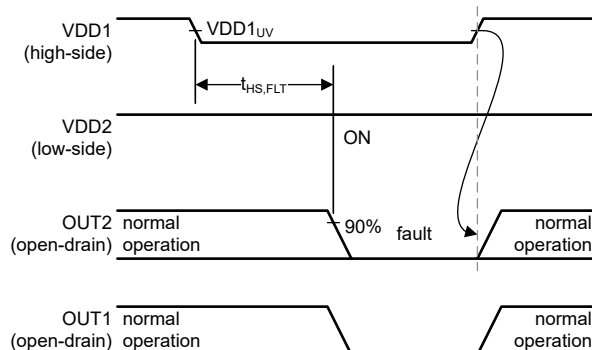 VDD1
(high-side)
VDD1UV
tHS,FLT
VDD2
(low-side)
ON
OUT2
(open-drain)
normal
operation
90%
fault
normal
operation
OUT1
(open-drain)
normal
operation
normal
operation